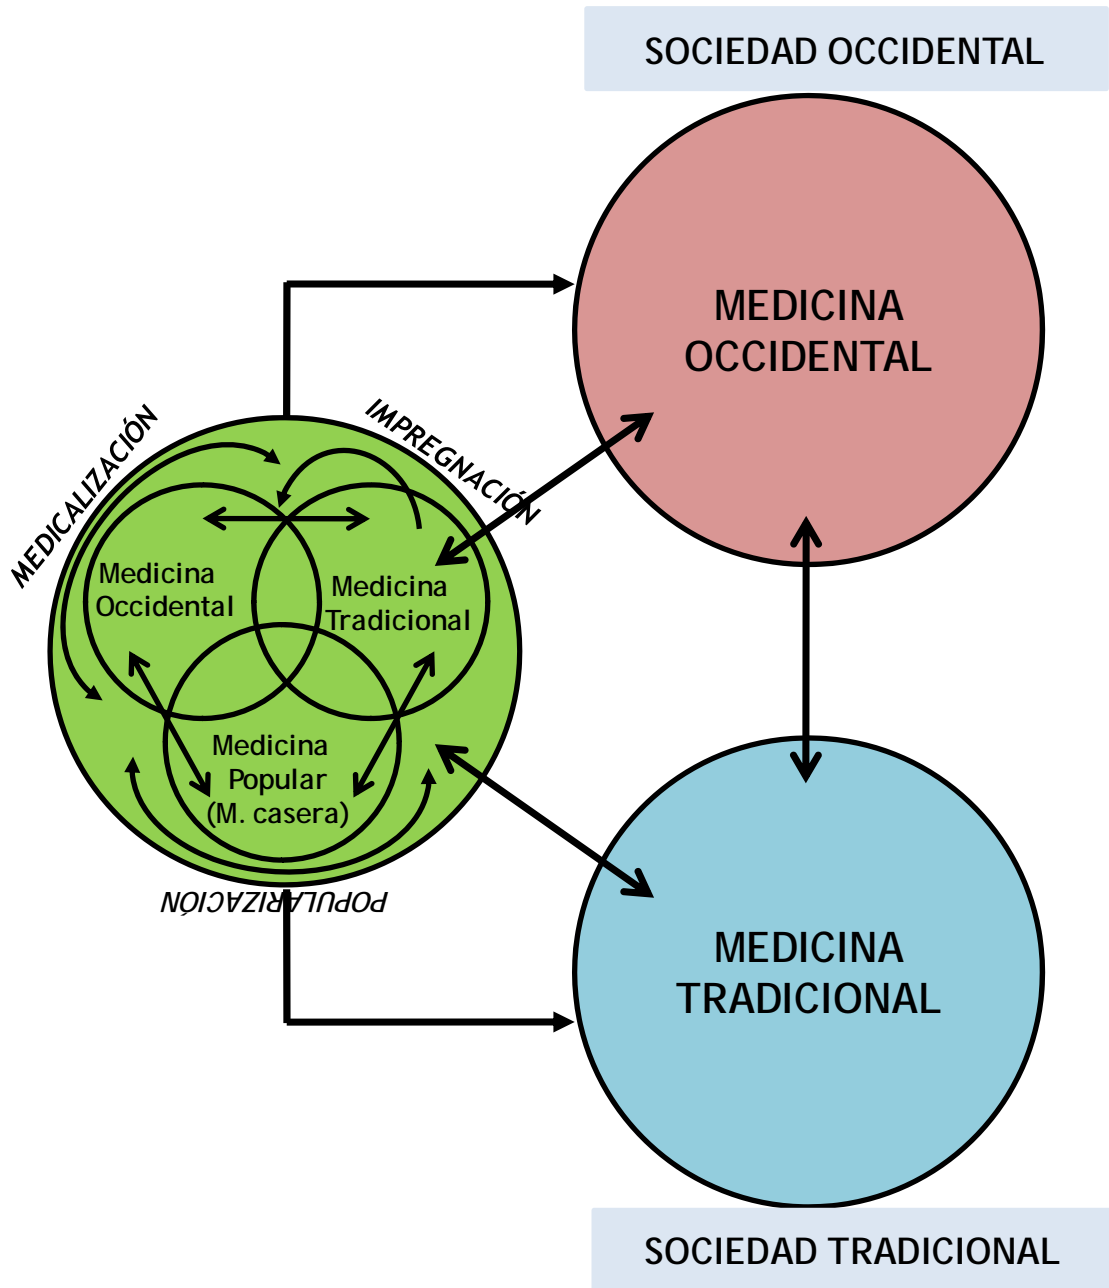 SOCIEDAD OCCIDENTAL
MEDICINA
OCCIDENTAL
MEDICALIZACIÓN
IMPREGNACIÓN
Medicina
Occidental
Medicina
Tradicional
Medicina
Popular
(M. casera)
POPULARIZACIÓN
MEDICINA
TRADICIONAL
SOCIEDAD TRADICIONAL